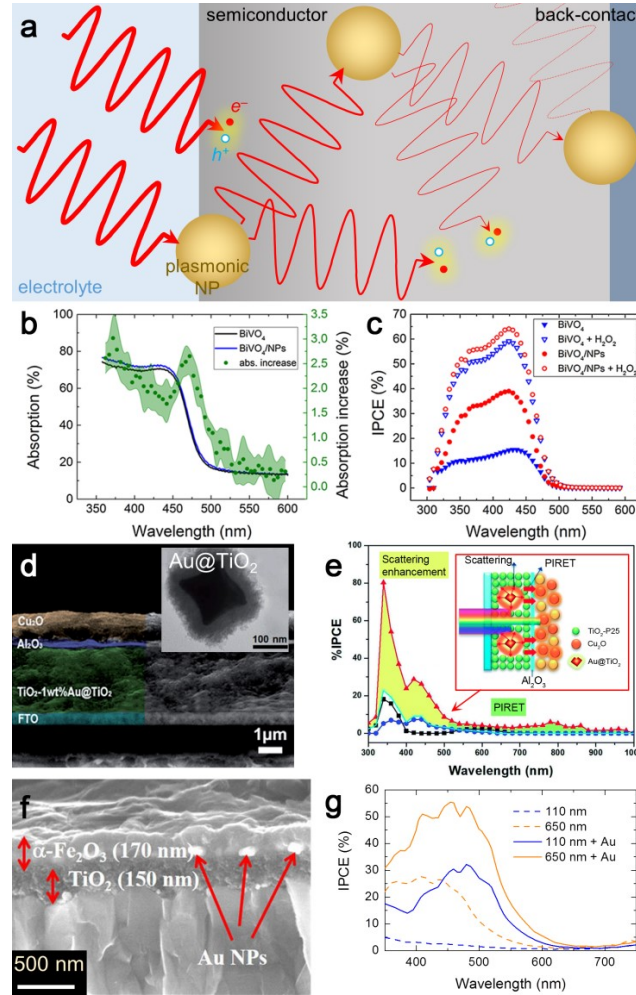 a
semiconductor
back-contac
e⁻
h⁺
plasmonic
NP
electrolyte
b
Absorption (%)
100
80
60
40
20
0
BiVO₄
BiVO₄/NPs
abs. increase
3.5
3.0
2.5
2.0
1.5
1.0
0.5
0.0
Absorption increase (%)
350 400 450 500 550 600
Wavelength (nm)
c
IPCE (%)
80
70
60
50
40
30
20
10
0
BiVO₄
BiVO₄ + H₂O₂
BiVO₄/NPs
BiVO₄/NPs + H₂O₂
300 350 400 450 500 550 600
Wavelength (nm)
d
Au@TiO₂
100 nm
Cu₂O
Al₂O₃
TiO₂-1wt%Au@TiO₂
FTO
1μm
e
%IPCE
100
80
60
40
20
0
Scattering
enhancement
Scattering
PIRET
TiO₂-P25
Cu₂O
Au@TiO₂
Al₂O₃
PIRET
300 400 500 600 700 800 900 1000
Wavelength (nm)
f
α-Fe₂O₃ (170 nm)
TiO₂ (150 nm)
Au NPs
500 nm
g
IPCE (%)
60
50
40
30
20
10
0
110 nm
650 nm
110 nm + Au
650 nm + Au
400 500 600 700
Wavelength (nm)